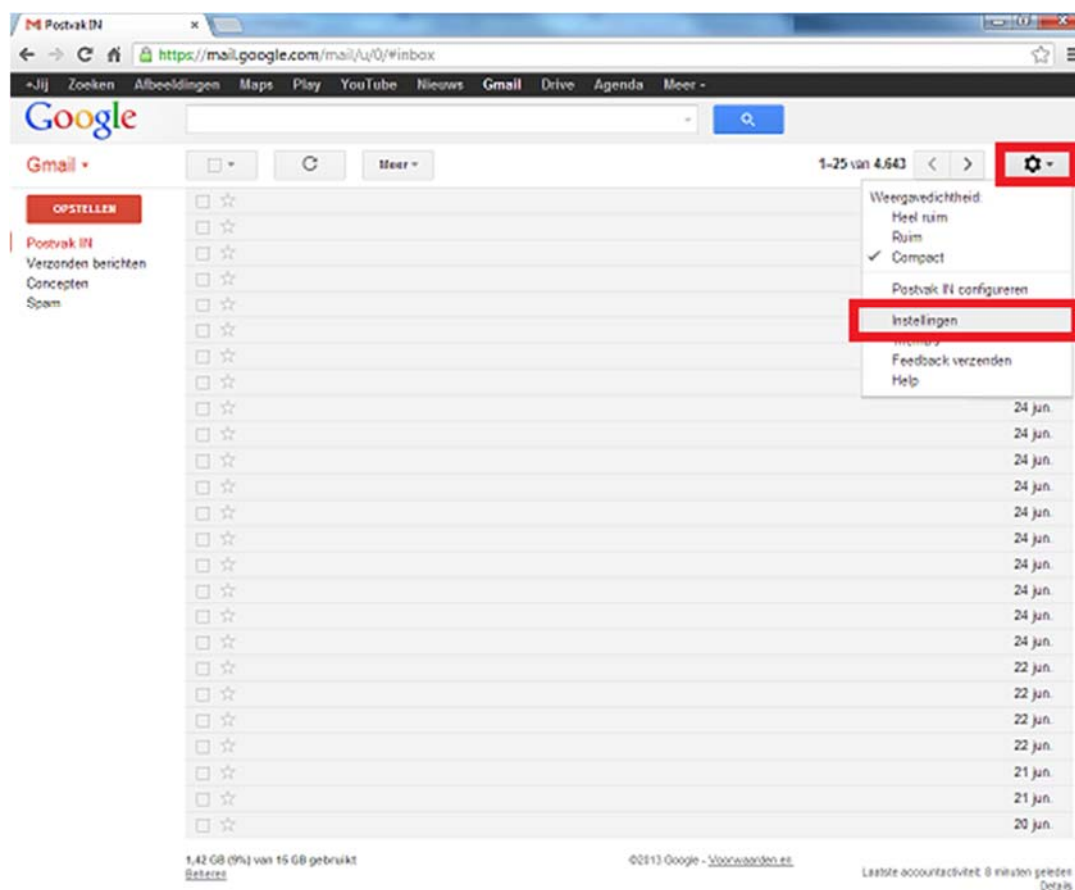 Postvak IN
https://mail.google.com/mail/u/0/#inbox
+Jij Zoeken Afbeeldingen Maps Play YouTube Nieuws Gmail Drive Agenda Meer
Google
Gmail
Meer
1–25 van 4.643
OPSTELLEN
Postvak IN
Verzonden berichten
Concepten
Spam
Weergavedichtheid:
Heel ruim
Ruim
Compact
Postvak IN configureren
Instellingen
Feedback verzenden
Help
24 jun.
24 jun.
24 jun.
24 jun.
24 jun.
24 jun.
24 jun.
24 jun.
24 jun.
24 jun.
22 jun.
22 jun.
22 jun.
22 jun.
21 jun.
21 jun.
20 jun.
1,42 GB (9%) van 15 GB gebruikt
Beheren
©2013 Google - Voorwaarden en
Laatste accountactiviteit: 8 minuten geleden
Details